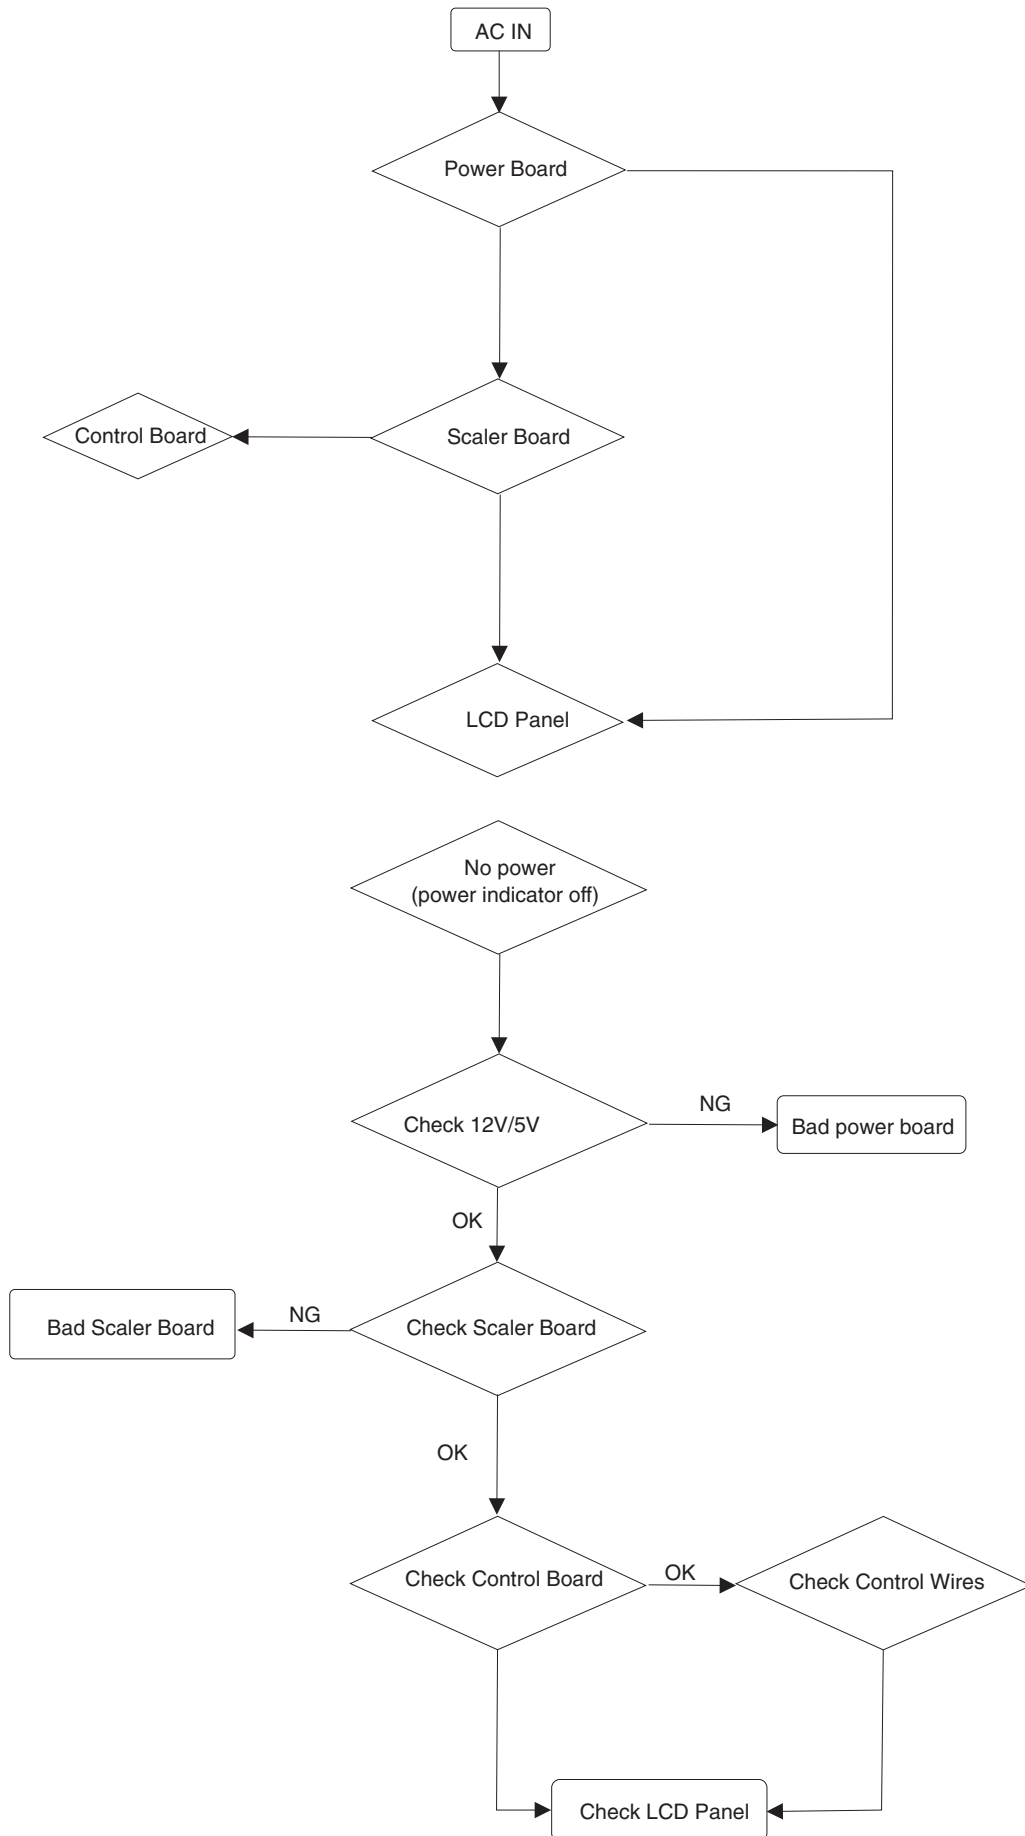 AC IN
Power Board
Control Board
Scaler Board
LCD Panel
No power
(power indicator off)
Check 12V/5V
NG
Bad power board
OK
Bad Scaler Board
NG
Check Scaler Board
OK
Check Control Board
OK
Check Control Wires
Check LCD Panel